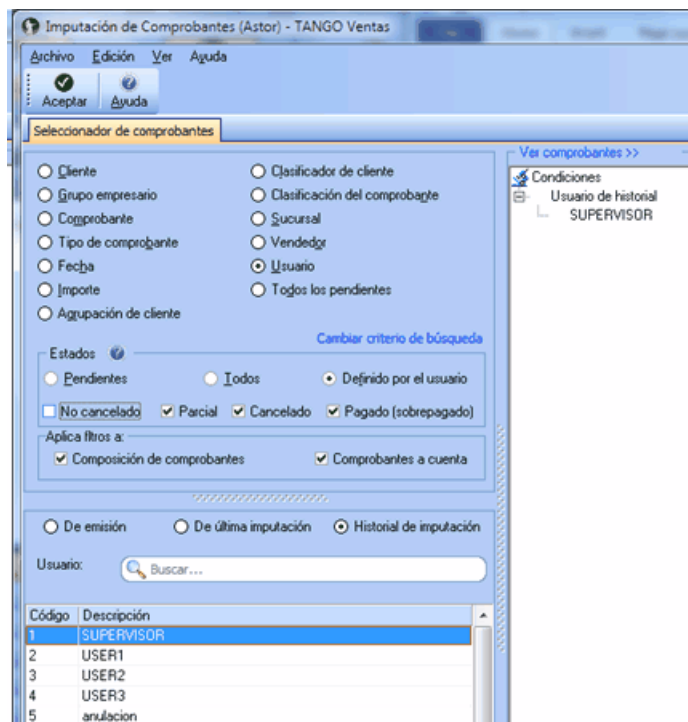 Imputación de Comprobantes (Astor) - TANGO Ventas
Archivo Edición Ver Ayuda
Aceptar Ayuda
Seleccionador de comprobantes
Ver comprobantes >>
Cliente Clasificador de cliente
Condiciones
Grupo empresario Clasificación del comprobante
Usuario de historial
Comprobante Sucursal
SUPERVISOR
Tipo de comprobante Vendedor
Fecha Usuario
Importe Todos los pendientes
Agrupación de cliente
Cambiar criterio de búsqueda
Estados
Pendientes Todos Definido por el usuario
No cancelado Parcial Cancelado Pagado (sobrepagado)
Aplica fltros a:
Composición de comprobantes Comprobantes a cuenta
De emisión De última imputación Historial de imputación
Usuario: Buscar...
Código Descripción
1 SUPERVISOR
2 USER1
3 USER2
4 USER3
5 anulacion